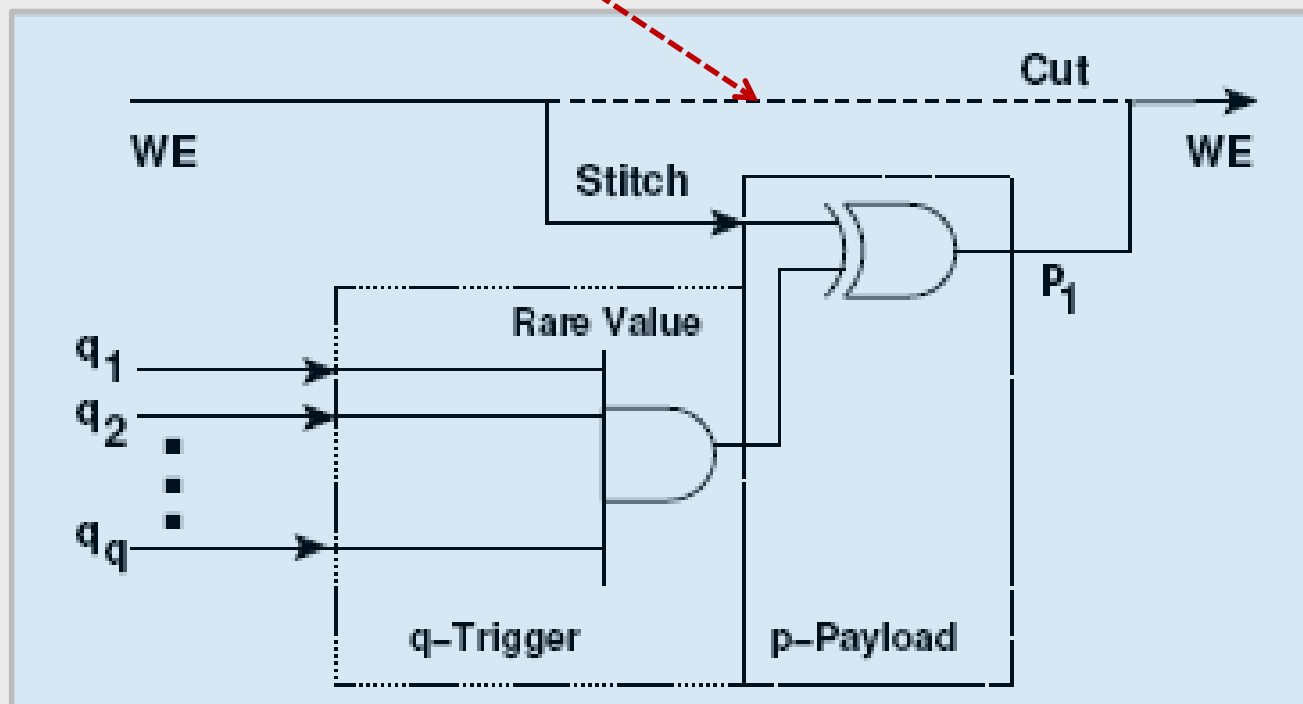 Cut
WE
WE
Stitch
P1
Rare Value
q1
q2
qq
q–Trigger
p–Payload